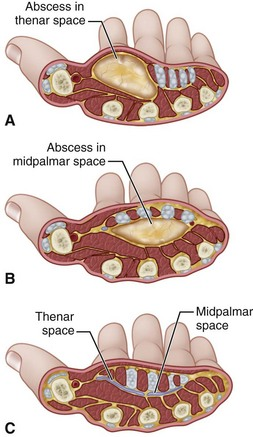 Abscess in
thenar space
A
Abscess in
midpalmar space
B
Thenar
space
Midpalmar
space
C